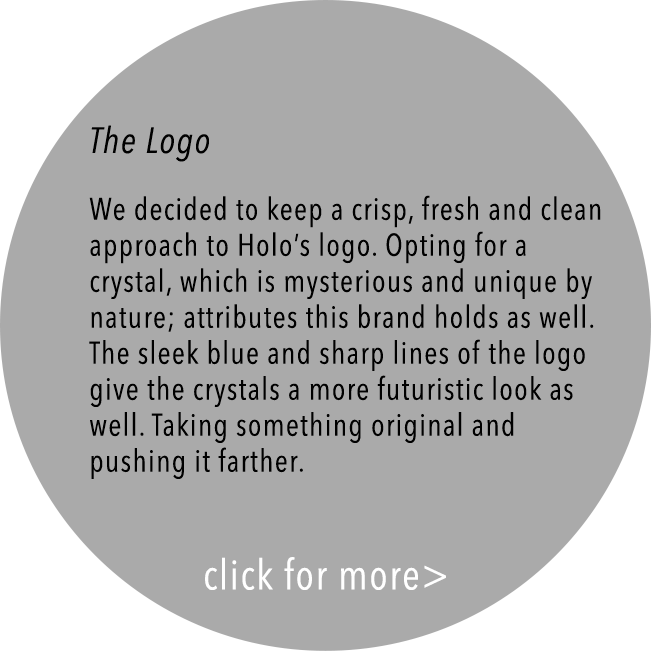 The Logo
We decided to keep a crisp, fresh and clean
approach to Holo’s logo. Opting for a
crystal, which is mysterious and unique by
nature; attributes this brand holds as well.
The sleek blue and sharp lines of the logo
give the crystals a more futuristic look as
well. Taking something original and
pushing it farther.
click for more>